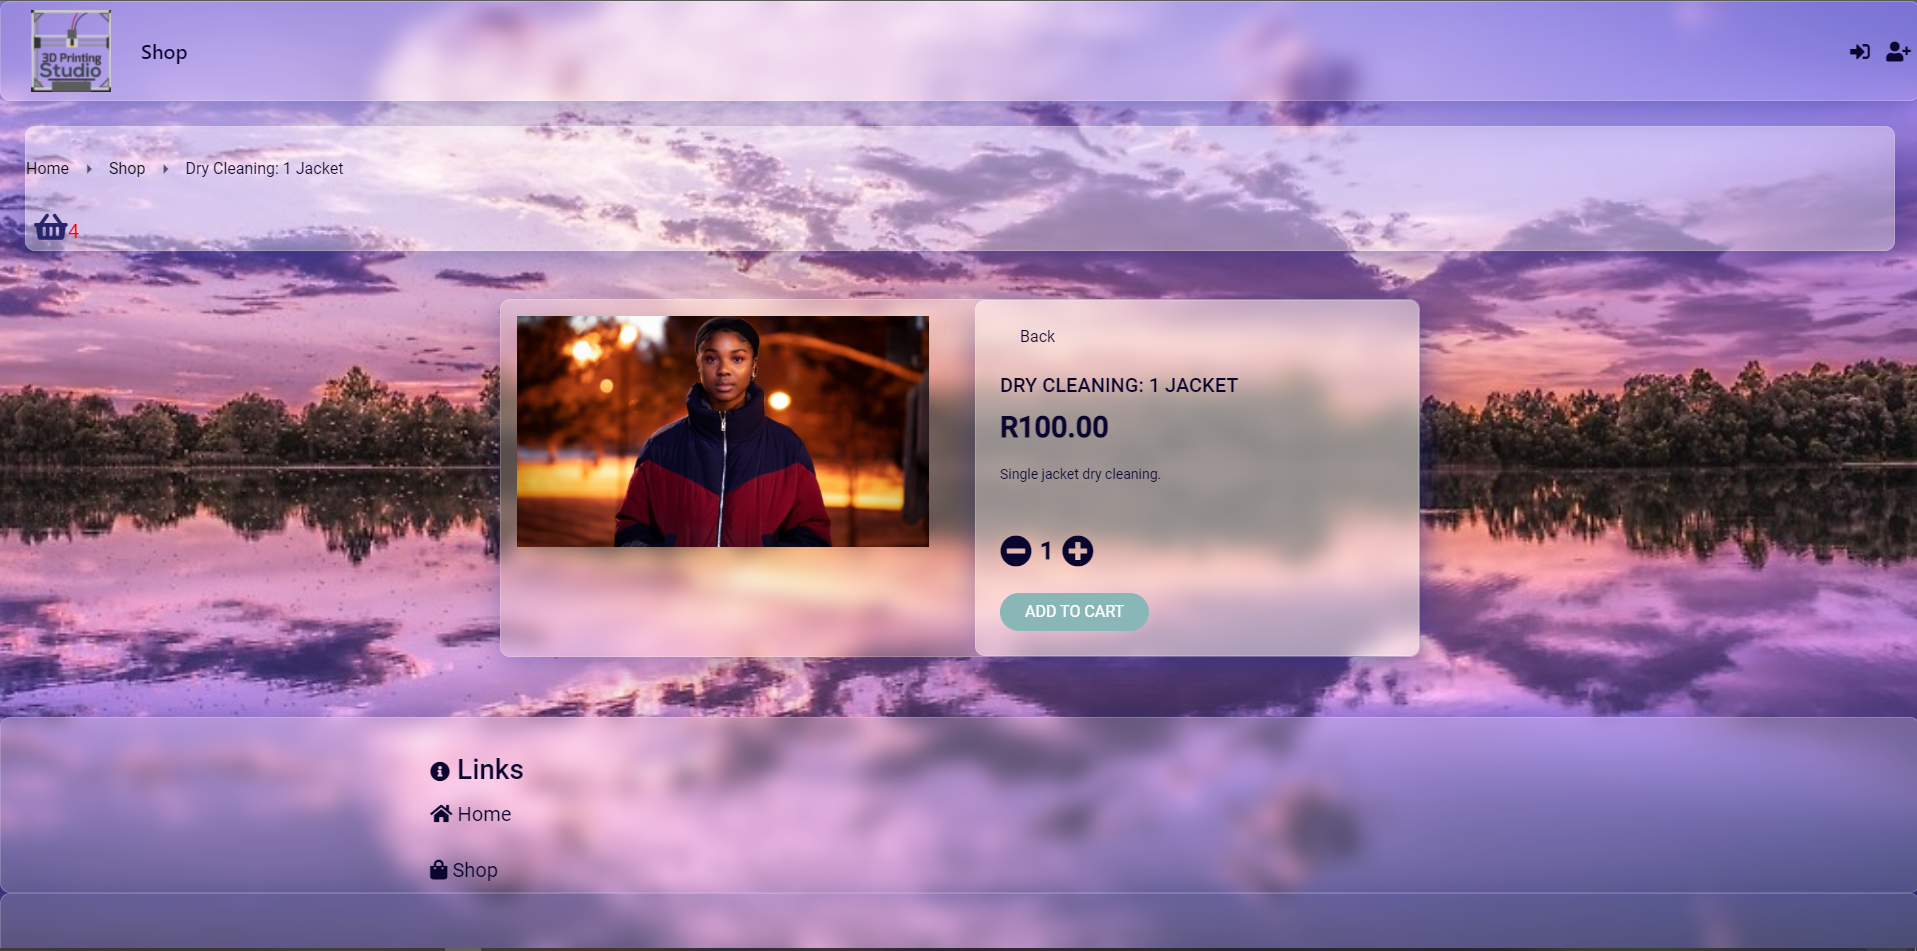 3D Printing
Studio
Shop
Home Shop Dry Cleaning: 1 Jacket
4
Back
DRY CLEANING: 1 JACKET
R100.00
Single jacket dry cleaning.
1
ADD TO CART
Links
Home
Shop